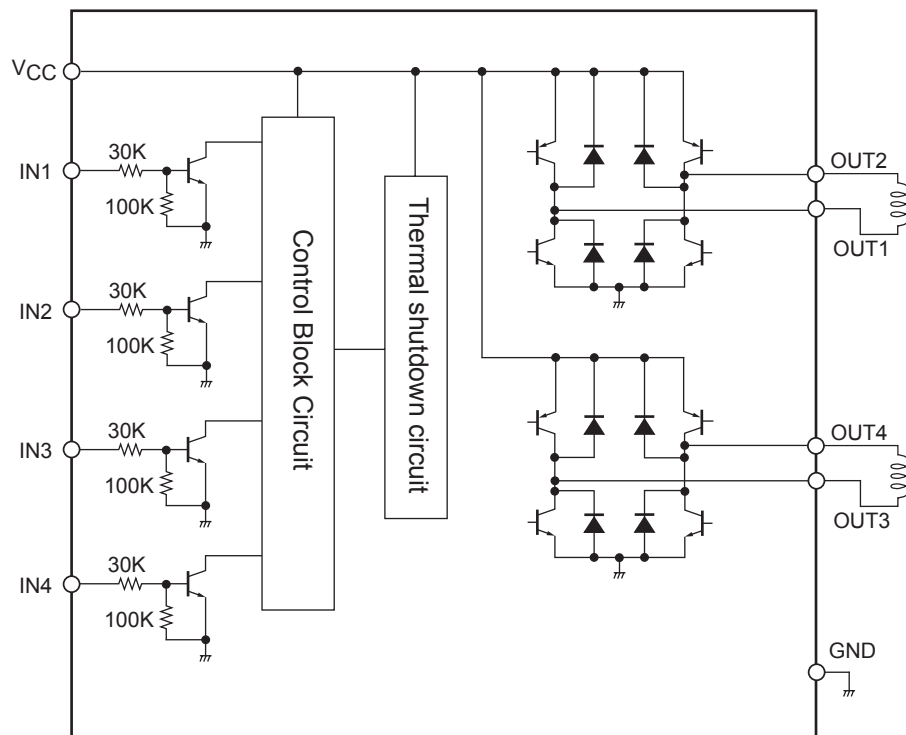 VCC
IN1
30K
100K
IN2
30K
100K
IN3
30K
100K
IN4
30K
100K
Control Block Circuit
Thermal shutdown circuit
OUT2
OUT1
OUT4
OUT3
GND